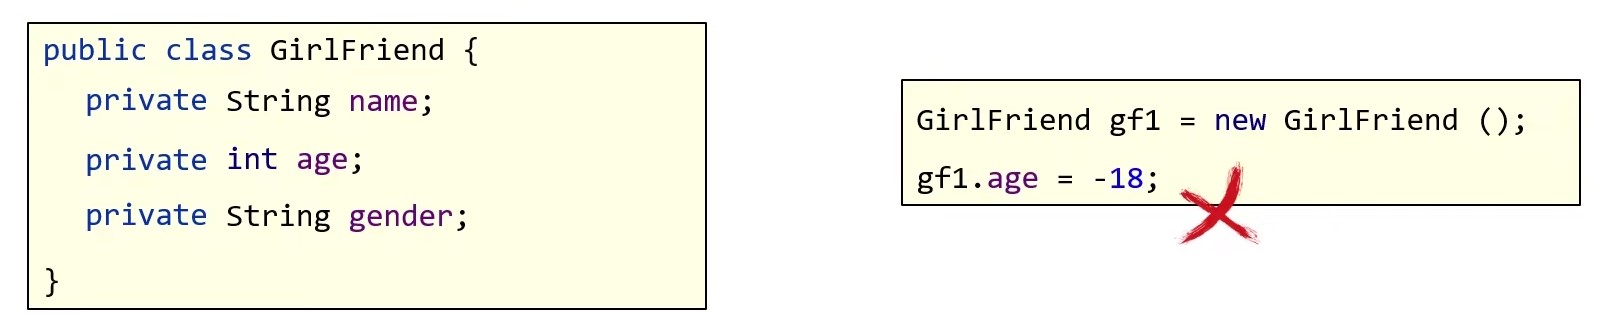 public class GirlFriend {
private String name;
private int age;
private String gender;
}
GirlFriend gf1 = new GirlFriend ();
gf1.age = -18;